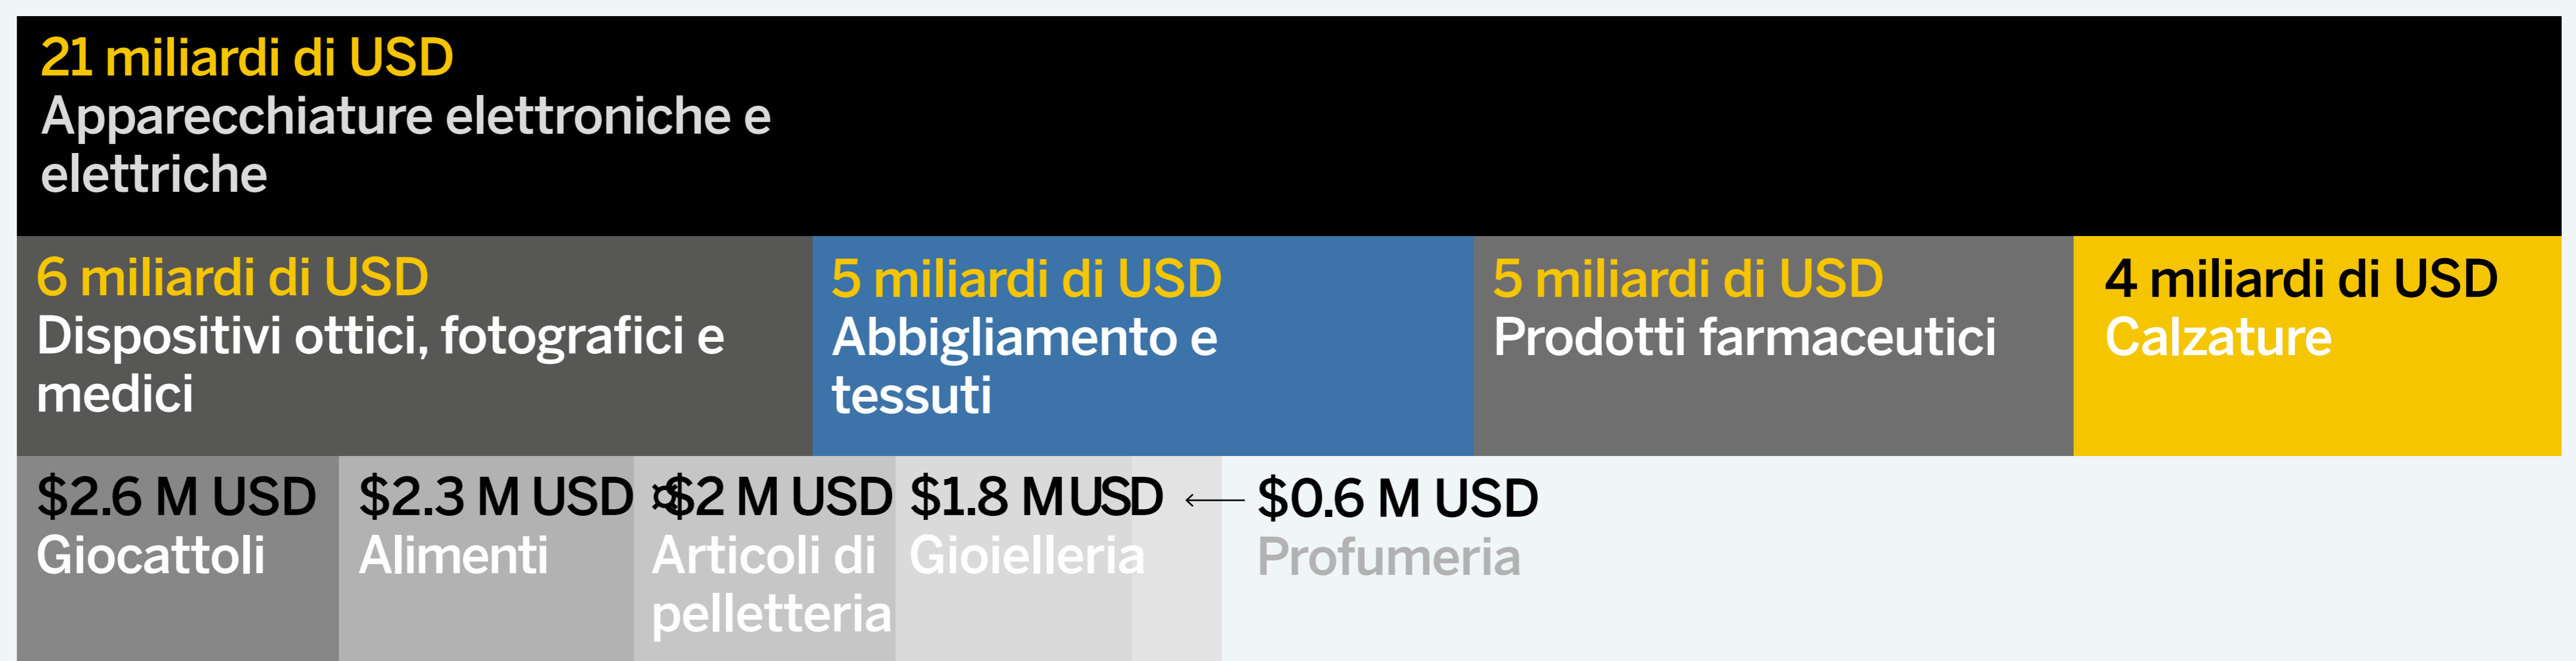 21 miliardi di USD
Apparecchiature elettroniche e
elettriche
6 miliardi di USD
Dispositivi ottici, fotografici e
medici
5 miliardi di USD
Abbigliamento e
tessuti
5 miliardi di USD
Prodotti farmaceutici
4 miliardi di USD
Calzature
$2.6 M USD
Giocattoli
$2.3 M USD
Alimenti
¤$2 M USD
Articoli di
pelletteria
$1.8 M USD
Gioielleria
$0.6 M USD
Profumeria